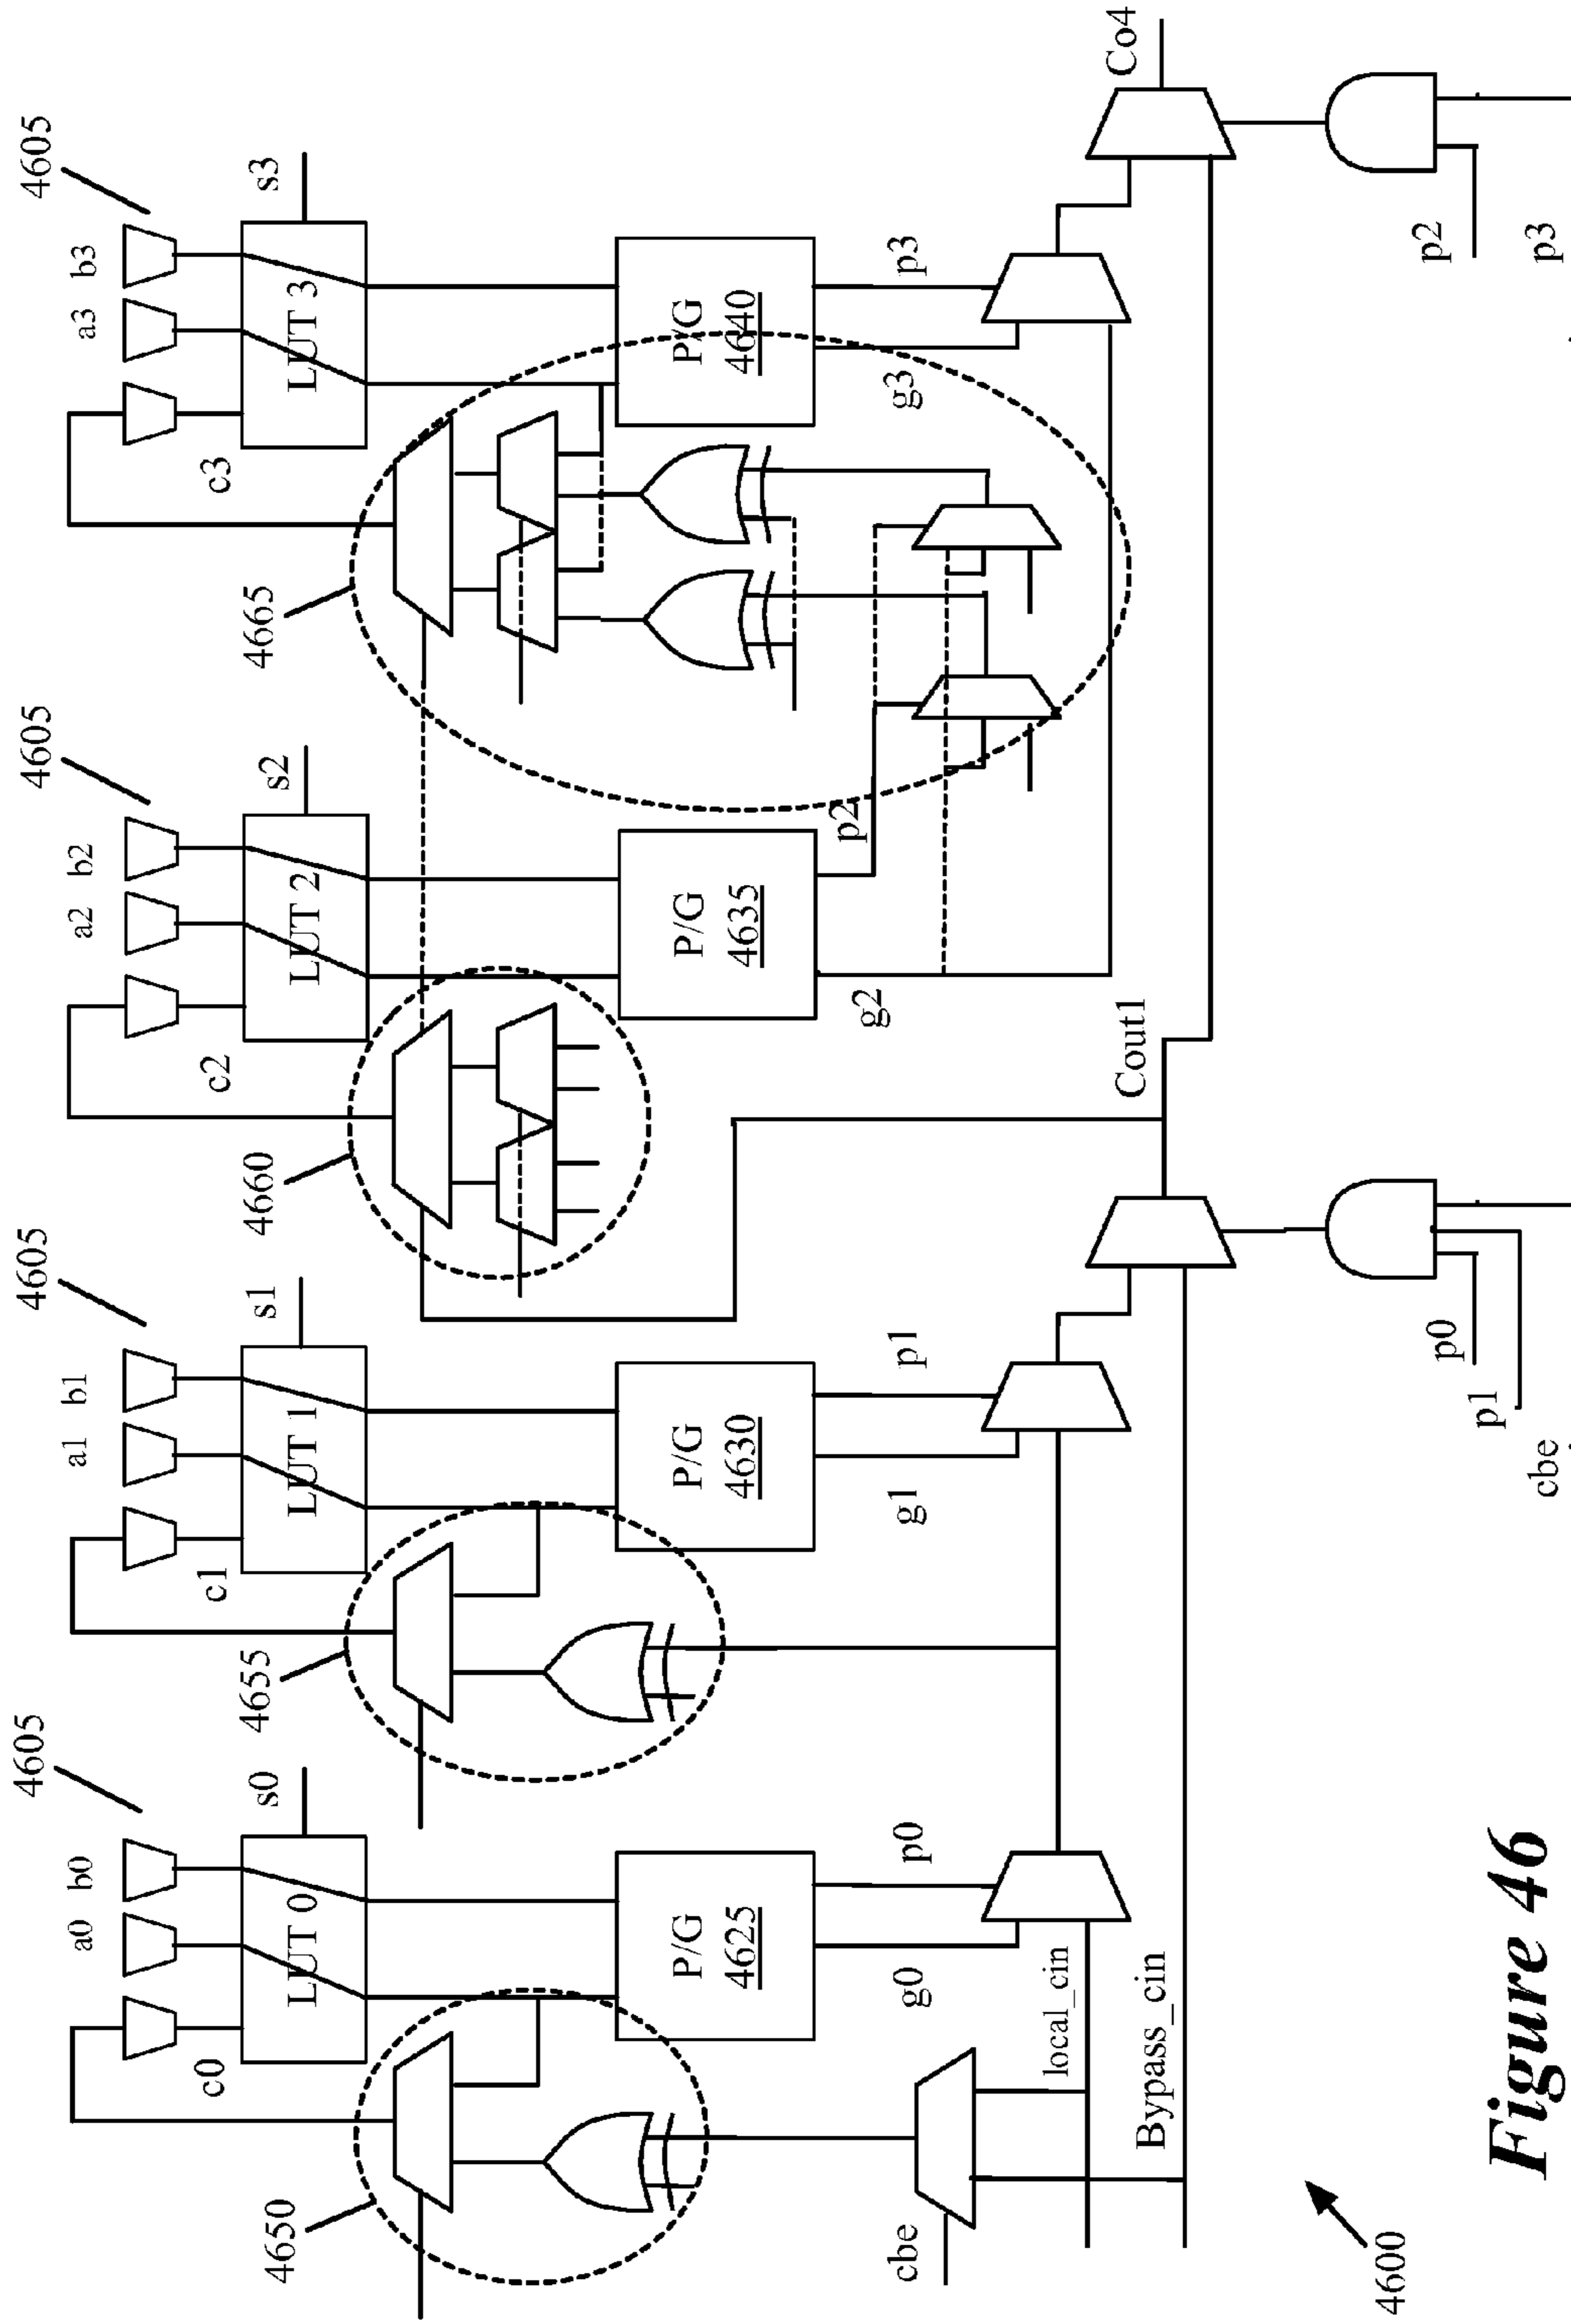 4605
4605
4605
4605
a0
b0
a1
b1
a2
b2
a3
b3
c0
LUT 0
s0
c1
LUT 1
s1
c2
LUT 2
s2
c3
LUT 3
s3
4650
4655
4660
4665
P/G
4625
P/G
4630
P/G
4635
P/G
4640
cbe
g0
p0
g1
p1
g2
p2
g3
p3
local_cin
Bypass_cin
Cout1
Co4
p0
p1
cbe
p2
p3
4600
Figure 46